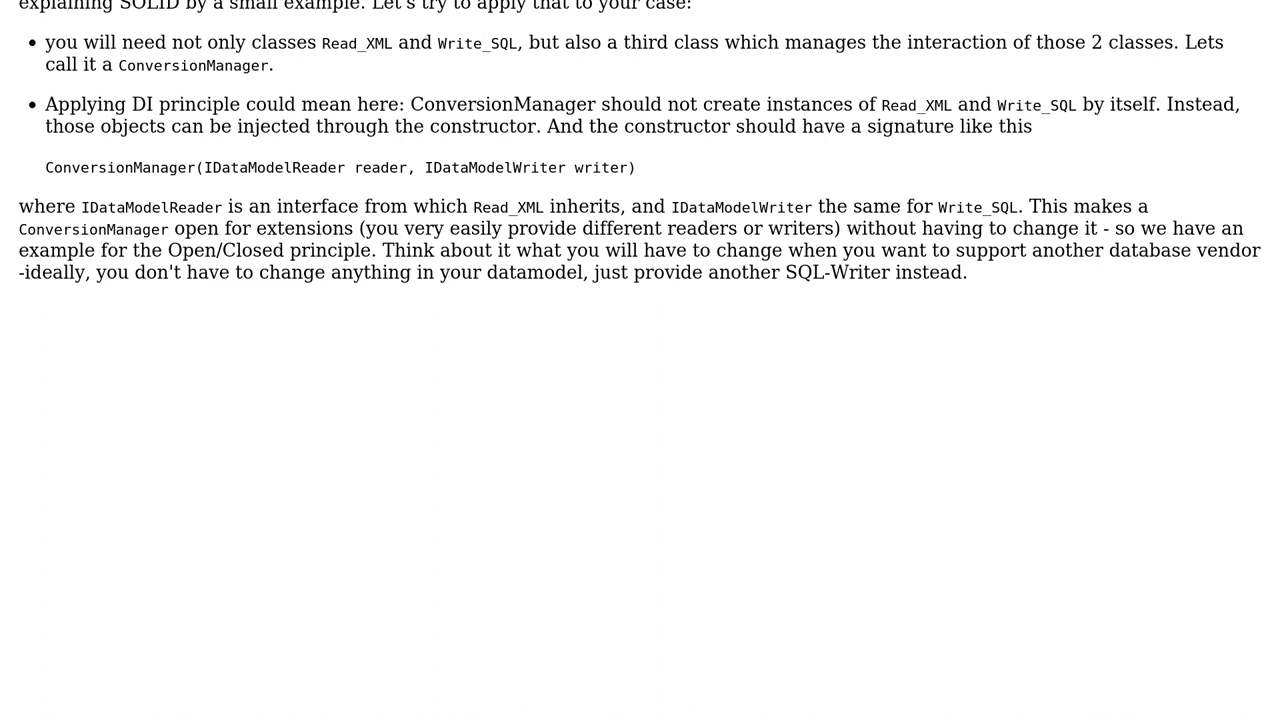 explaining SOLID by a small example. Let's try to apply that to your case:
• you will need not only classes Read_XML and Write_SQL, but also a third class which manages the interaction of those 2 classes. Lets
call it a ConversionManager.
• Applying DI principle could mean here: ConversionManager should not create instances of Read_XML and Write_SQL by itself. Instead,
those objects can be injected through the constructor. And the constructor should have a signature like this
ConversionManager(IDataModelReader reader, IDataModelWriter writer)
where IDataModelReader is an interface from which Read_XML inherits, and IDataModelWriter the same for Write_SQL. This makes a
ConversionManager open for extensions (you very easily provide different readers or writers) without having to change it - so we have an
example for the Open/Closed principle. Think about it what you will have to change when you want to support another database vendor
-ideally, you don't have to change anything in your datamodel, just provide another SQL-Writer instead.